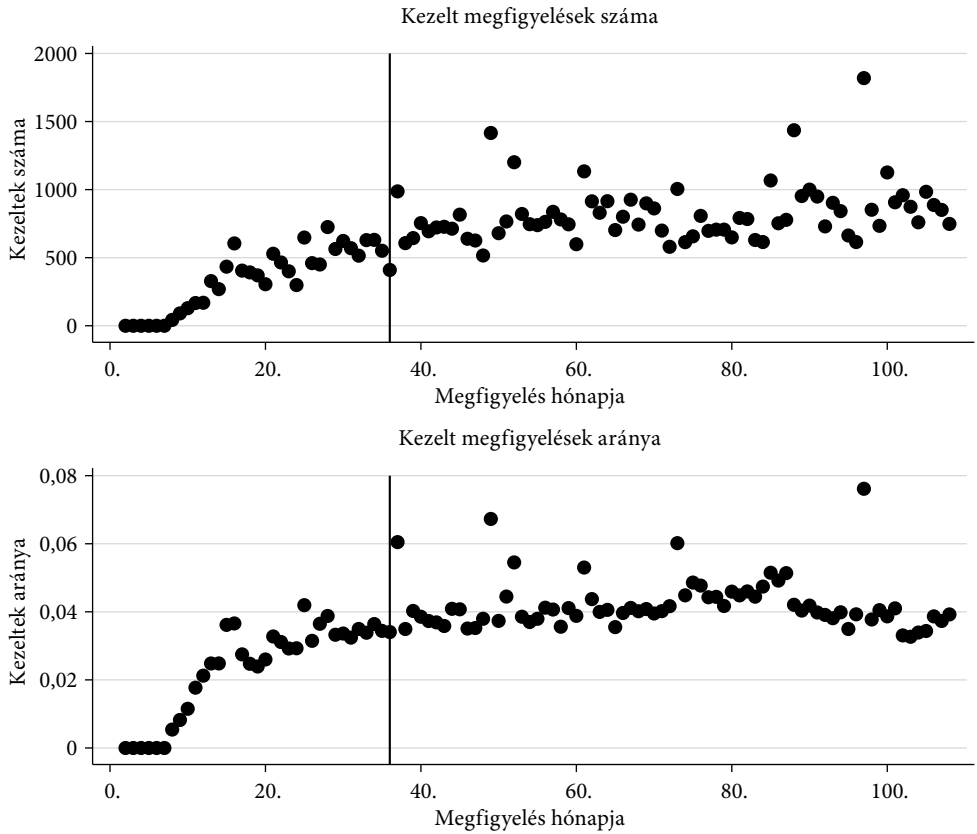 Kezelt megfigyelések száma
Kezeltek száma
2000
1500
1000
500
0
0. 20. 40. 60. 80. 100.
Megfigyelés hónapja
Kezelt megfigyelések aránya
Kezeltek aránya
0,08
0,06
0,04
0,02
0
0. 20. 40. 60. 80. 100.
Megfigyelés hónapja